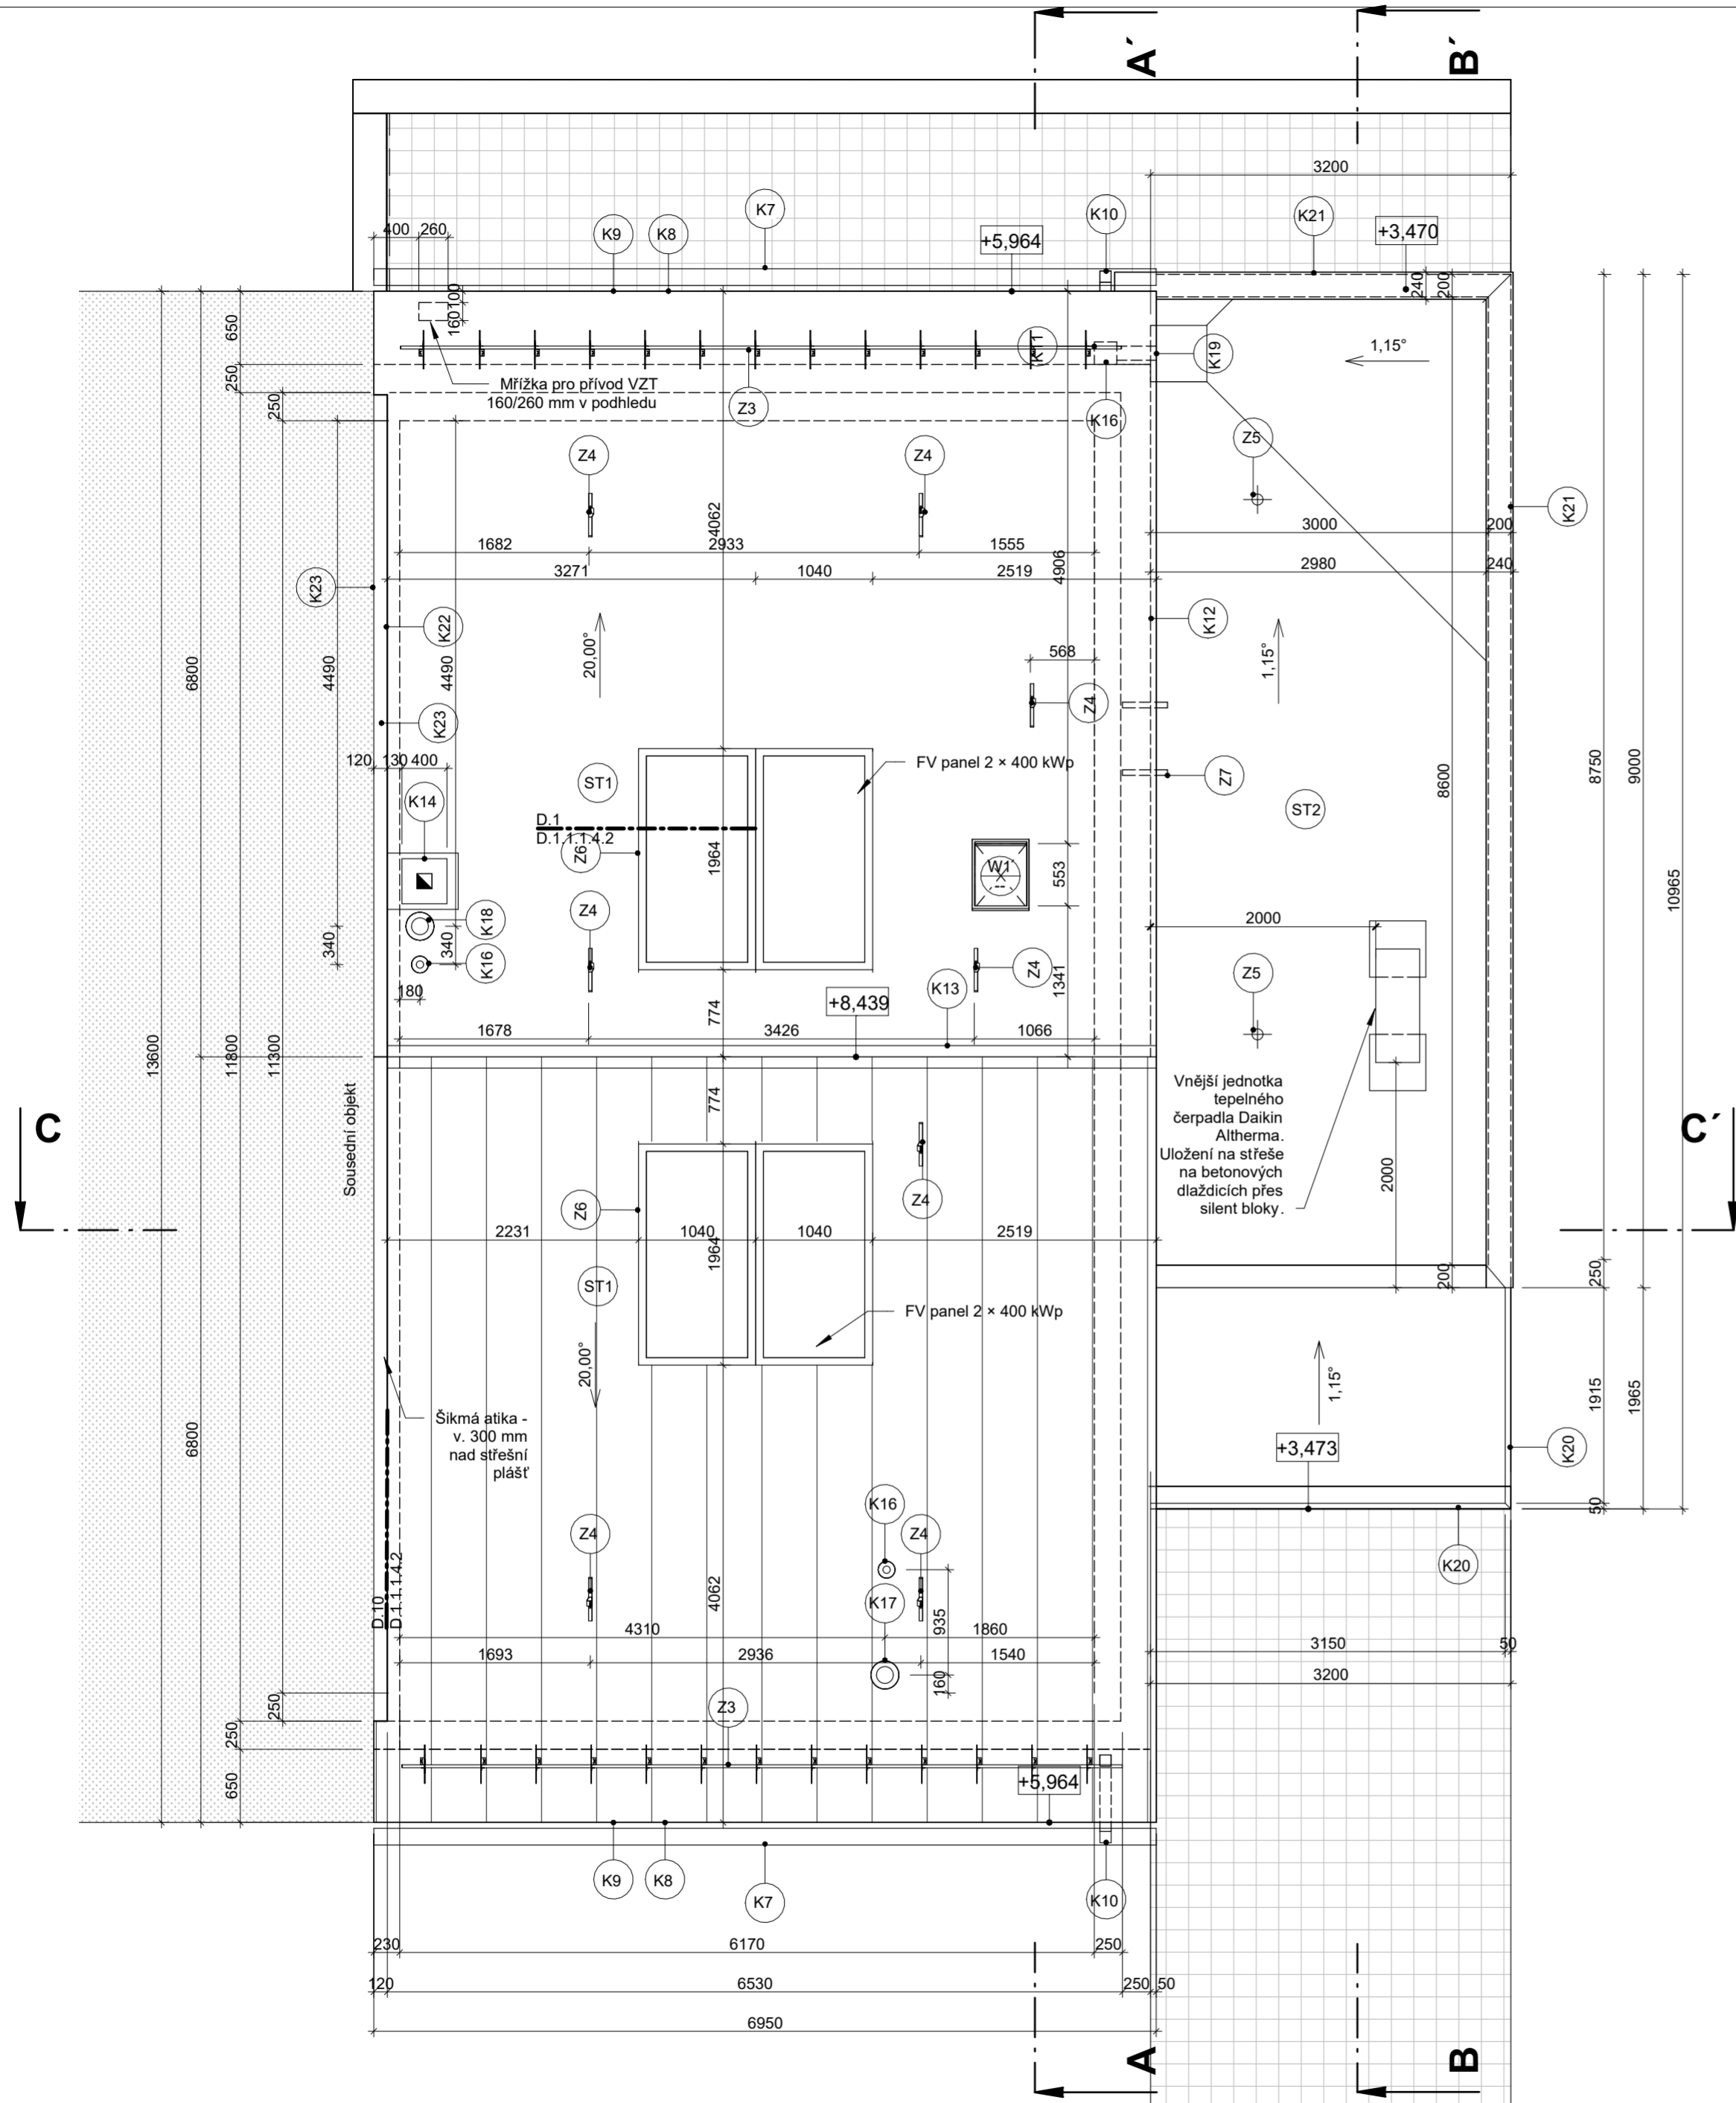 A´
B´
3200
K7
K10
K21
+3,470
400
260
K9
K8
+5,964
240
200
100
160
650
K11
K19
1,15°
Mřížka pro přívod VZT
160/260 mm v podhledu
250
250
Z3
K16
Z5
Z4
Z4
4062
3000
200
K21
1682
2933
1555
4906
3271
1040
2519
2980
240
K23
K22
K12
20,00°
568
1,15°
6800
4490
4490
Z4
K23
120
130
400
FV panel 2 × 400 kWp
Z7
8750
9000
8600
ST1
K14
ST2
D.1
D.1.1.1.4.2
Z6
1964
W1
553
10965
Z4
K18
2000
340
340
K16
Z4
1341
Z5
180
K13
+8,439
774
1678
3426
1066
13600
11800
11300
Sousední objekt
774
Vnější jednotka
tepelného
čerpadla Daikin
Altherma.
Uložení na střeše
na betonových
dlaždicích přes
silent bloky.
C
C´
2000
Z4
Z6
2231
1040
1040
2519
1964
250
200
ST1
FV panel 2 × 400 kWp
20,00°
1,15°
1915
1965
Šikmá atika -
v. 300 mm
nad střešní
plášť
6800
+3,473
K20
K16
50
Z4
Z4
K20
D.10
D.1.1.1.4.2
4062
K17
935
4310
1860
3150
50
1693
2936
1540
160
3200
250
Z3
250
650
+5,964
K9
K8
K7
K10
230
6170
250
120
6530
250
50
6950
A
B